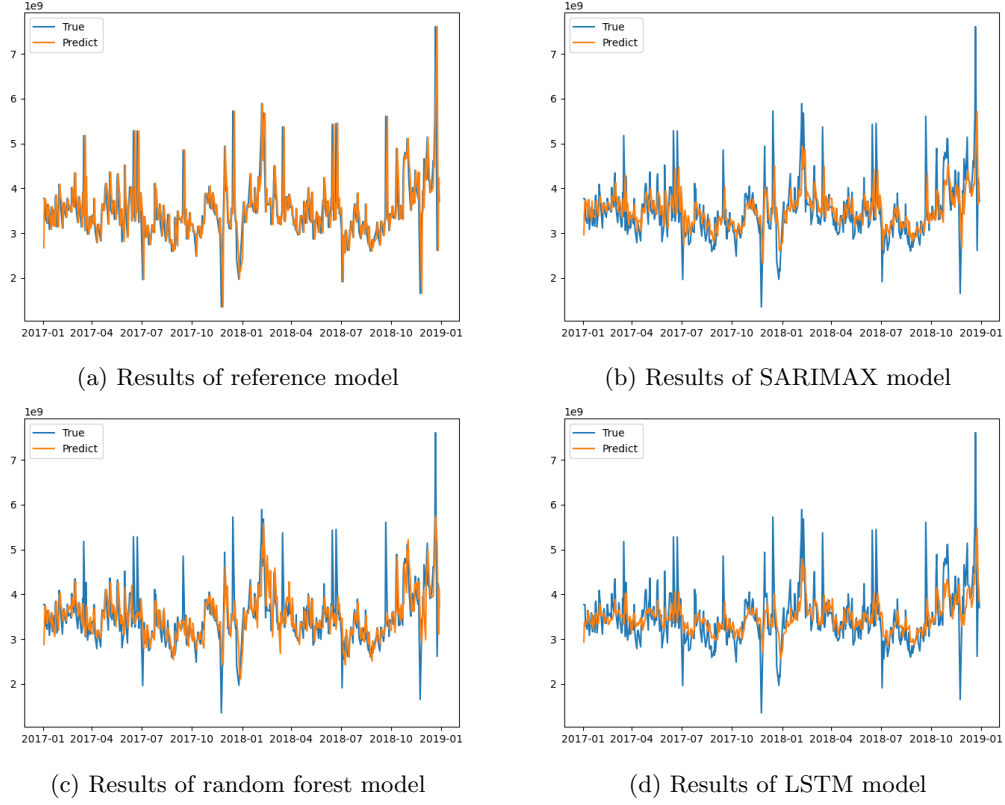 1e9
True
Predict
7
6
5
4
3
2
2017-01 2017-04 2017-07 2017-10 2018-01 2018-04 2018-07 2018-10 2019-01
(a) Results of reference model
1e9
True
Predict
7
6
5
4
3
2
2017-01 2017-04 2017-07 2017-10 2018-01 2018-04 2018-07 2018-10 2019-01
(b) Results of SARIMAX model
1e9
True
Predict
7
6
5
4
3
2
2017-01 2017-04 2017-07 2017-10 2018-01 2018-04 2018-07 2018-10 2019-01
(c) Results of random forest model
1e9
True
Predict
7
6
5
4
3
2
2017-01 2017-04 2017-07 2017-10 2018-01 2018-04 2018-07 2018-10 2019-01
(d) Results of LSTM model